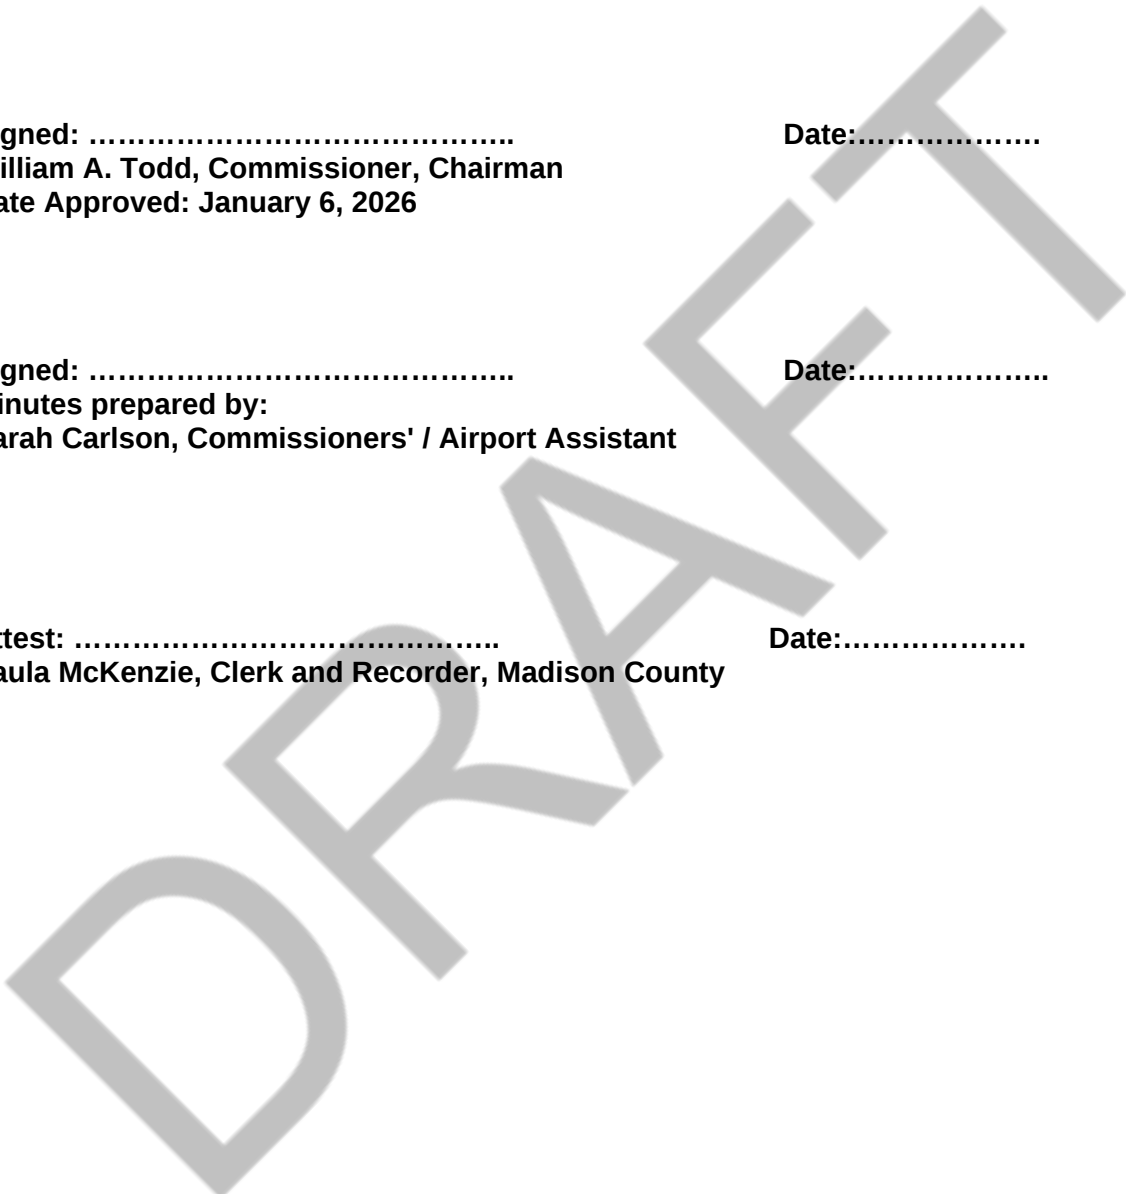 gned: …………………………………….. Date:……………….
illiam A. Todd, Commissioner, Chairman
ate Approved: January 6, 2026
gned: …………………………………….. Date:………………..
inutes prepared by:
arah Carlson, Commissioners' / Airport Assistant
ttest: …………………………………….. Date:……………….
aula McKenzie, Clerk and Recorder, Madison County
DRAFT